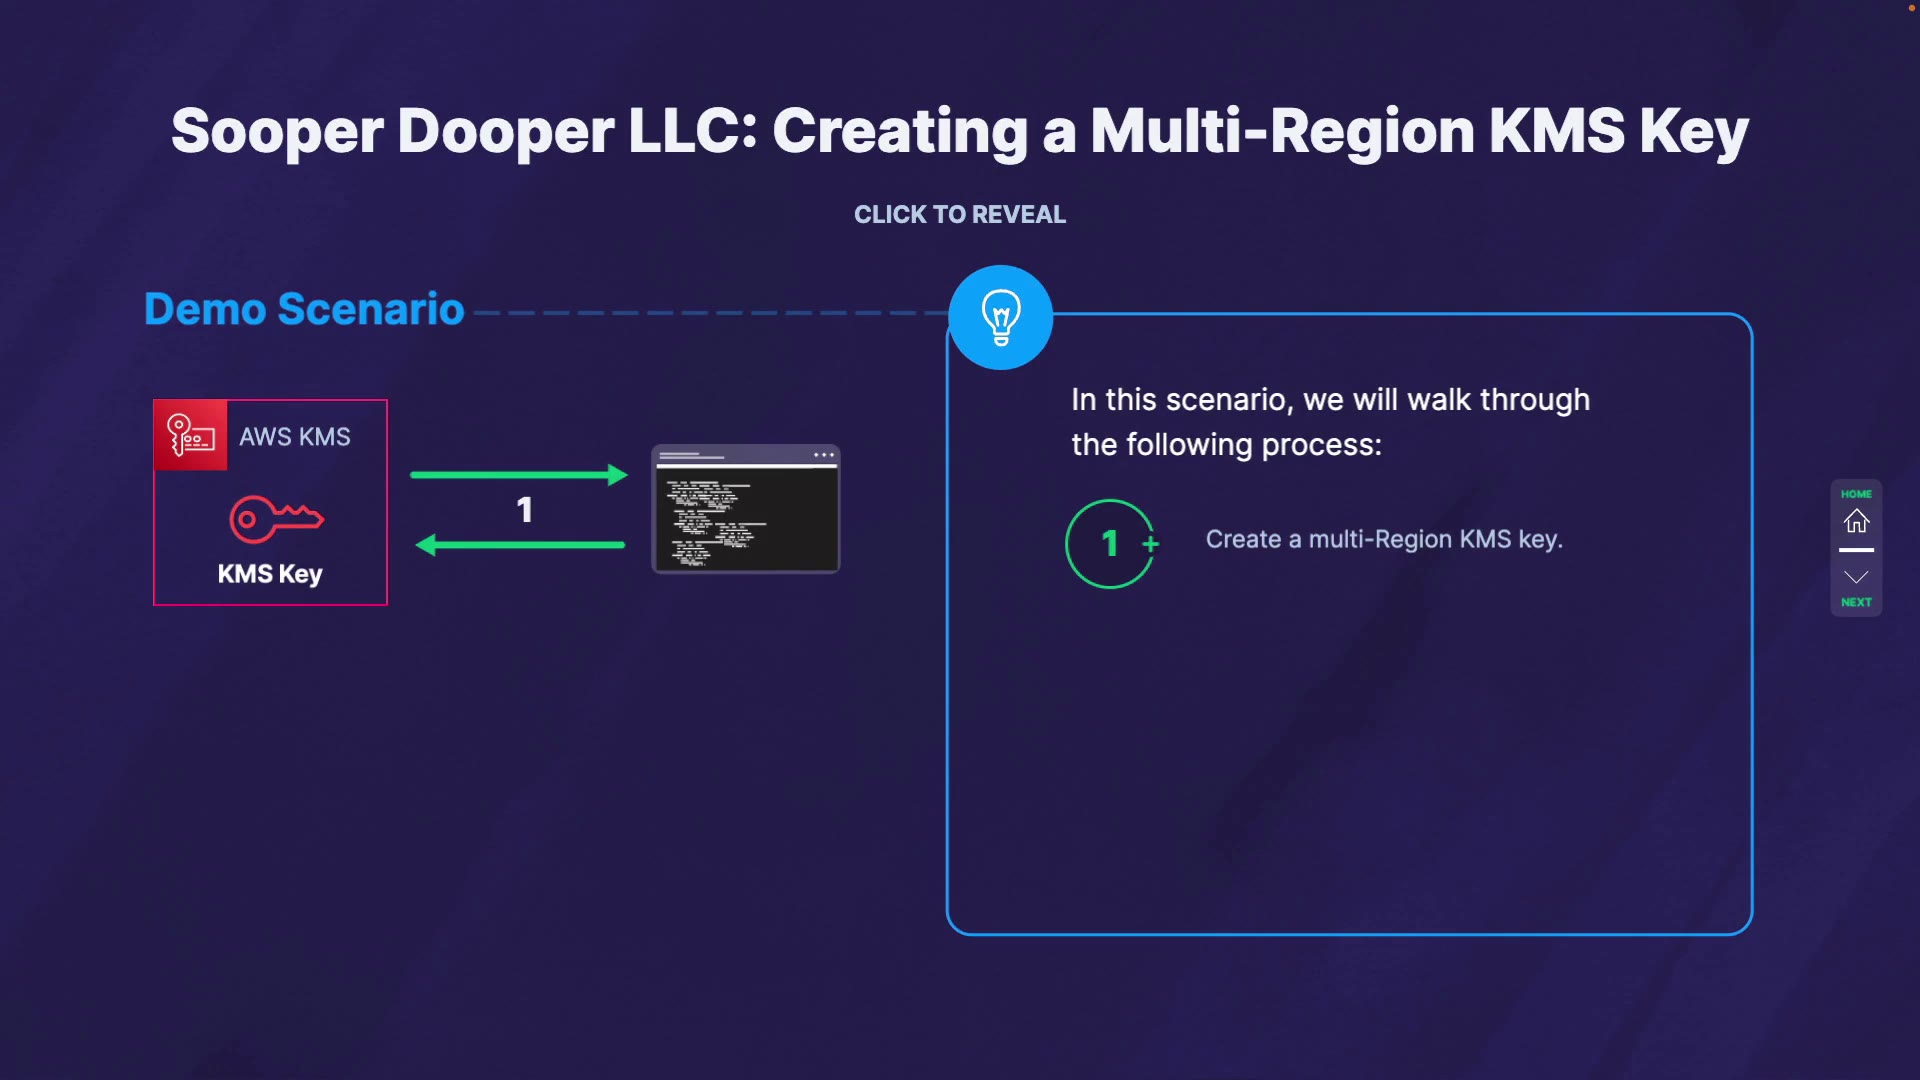 Sooper Dooper LLC: Creating a Multi-Region KMS Key
CLICK TO REVEAL
Demo Scenario
AWS KMS
KMS Key
1
In this scenario, we will walk through
the following process:
1 +
Create a multi-Region KMS key.
HOME
NEXT